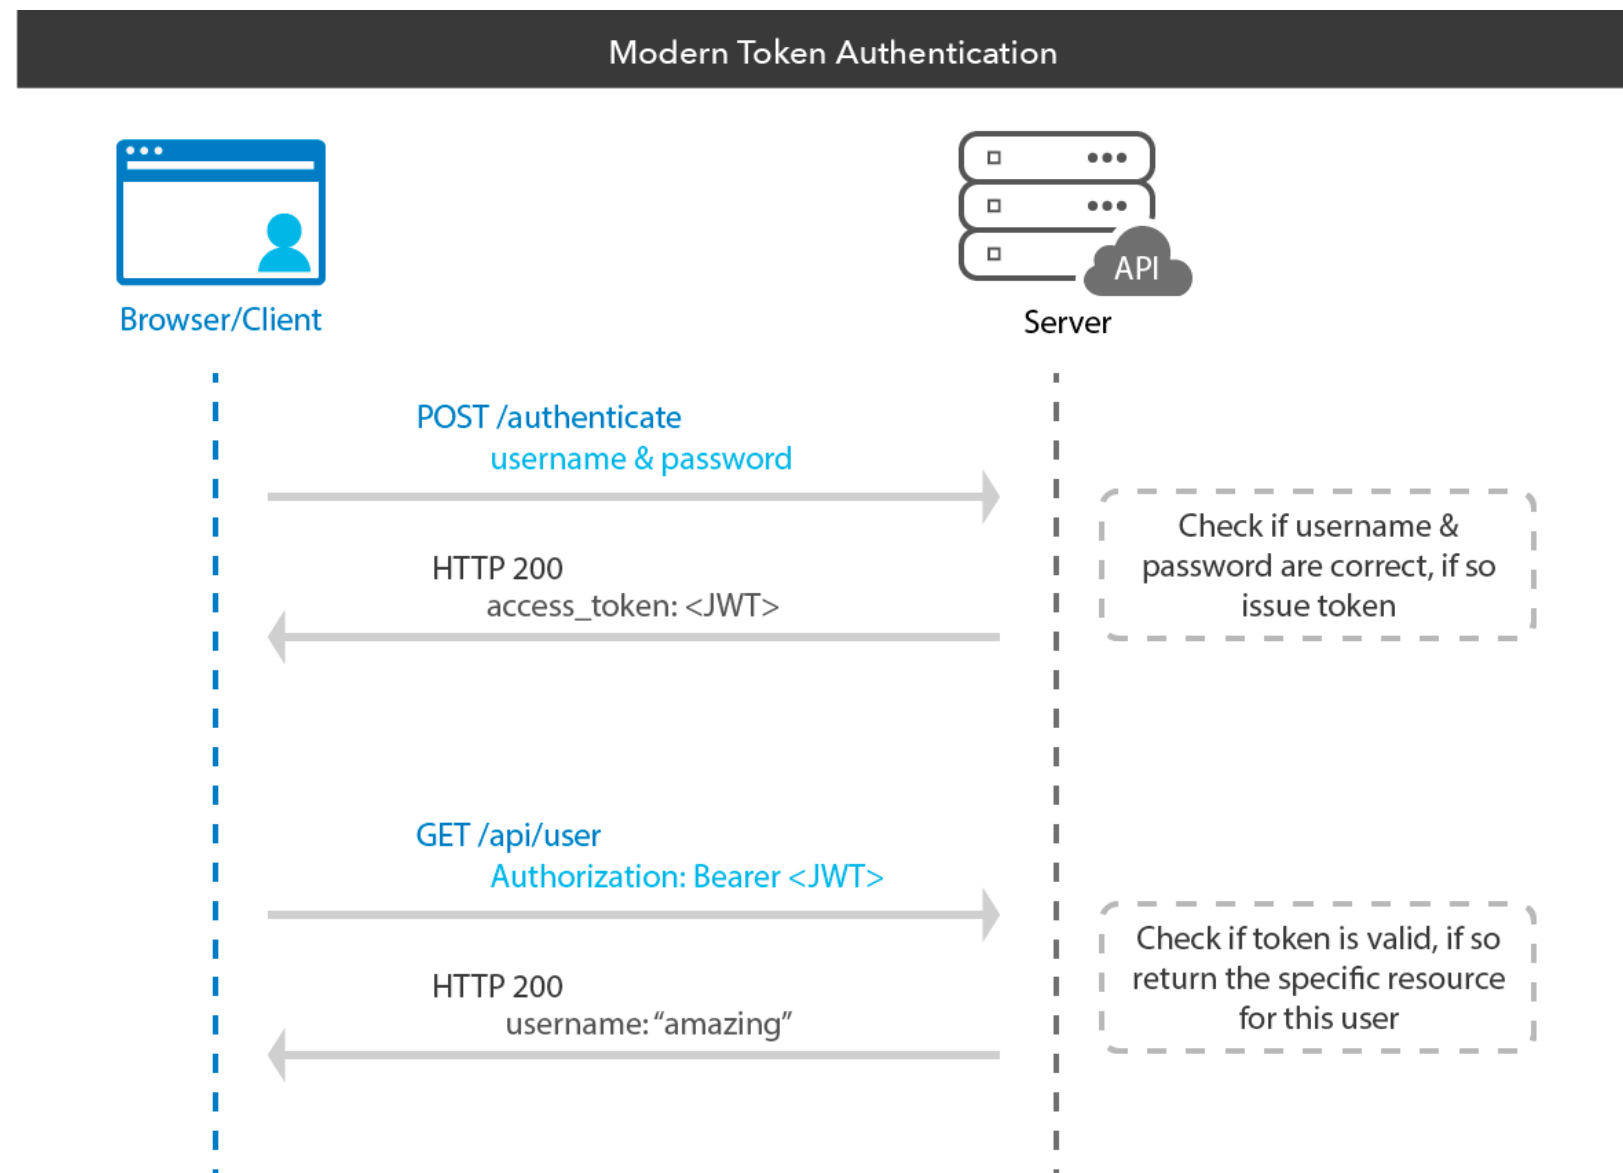 Modern Token Authentication
API
Browser/Client
Server
POST /authenticate
username & password
Check if username &
password are correct, if so
issue token
HTTP 200
access_token: <JWT>
GET /api/user
Authorization: Bearer <JWT>
Check if token is valid, if so
return the specific resource
for this user
HTTP 200
username: “amazing”